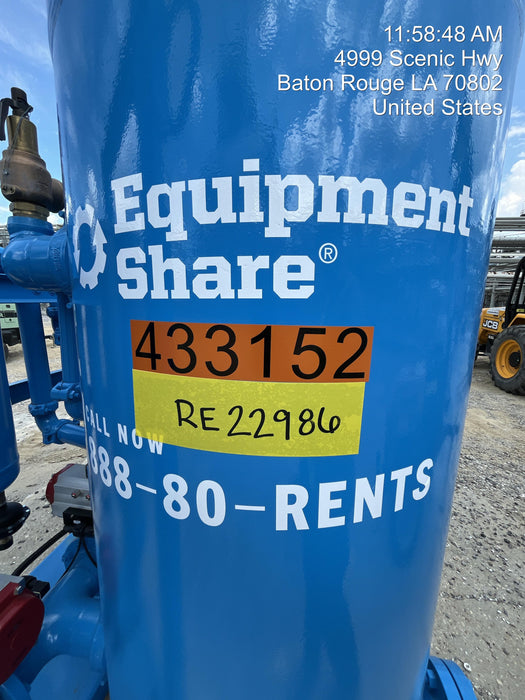 11:58:48 AM
4999 Scenic Hwy
Baton Rouge LA 70802
United States
Equipment
Share®
433152
RE22986
CALL NOW
888-80-RENTS
JCB